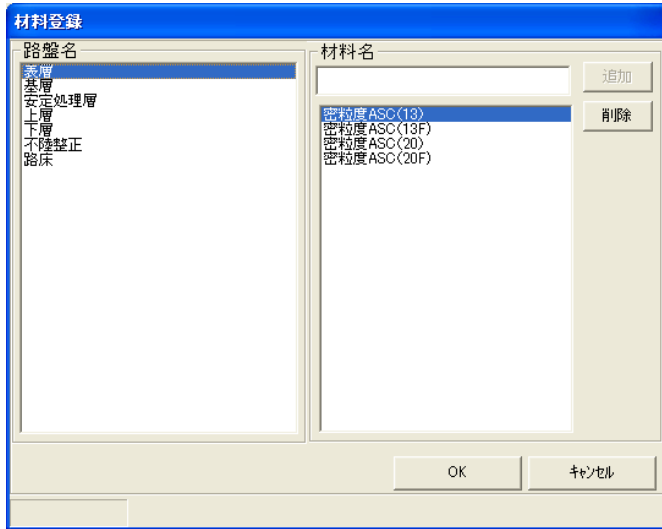 材料登録
路盤名
表層
基層
安定処理層
上層
下層
不陸整正
路床
材料名
追加
密粒度ASC(13)
密粒度ASC(13F)
密粒度ASC(20)
密粒度ASC(20F)
削除
OK
ｷｬﾝｾﾙ